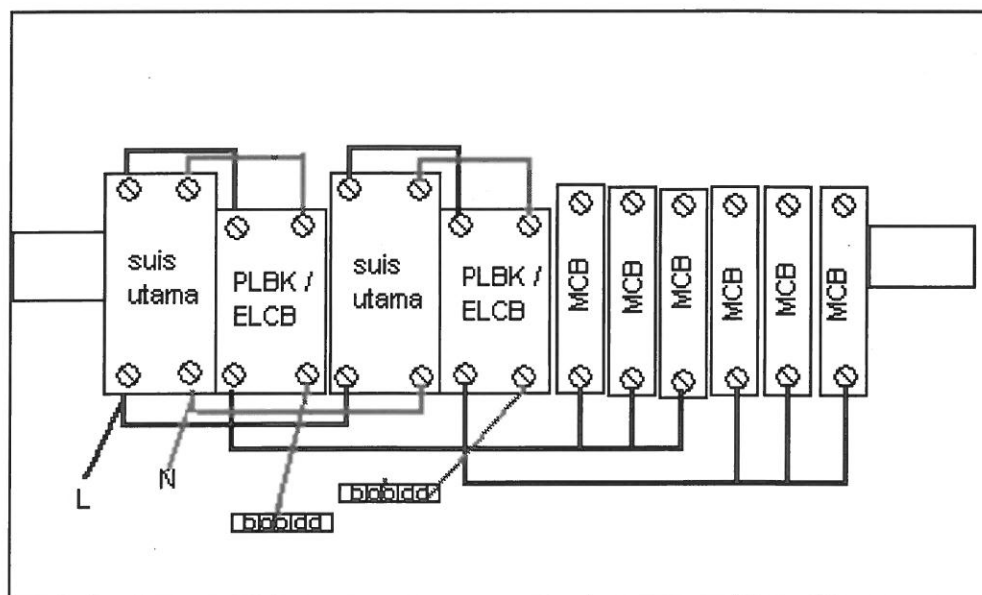 suis
utama
PLBK /
ELCB
suis
utama
PLBK /
ELCB
MCB
MCB
MCB
MCB
MCB
MCB
L
N